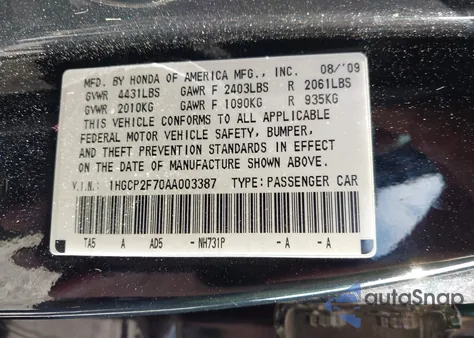 MFD. BY HONDA OF AMERICA MFG., INC. 08/'09
GVWR 4431LBS GAWR F 2403LBS R 2061LBS
GVWR 2010KG GAWR F 1090KG R 935KG
THIS VEHICLE CONFORMS TO ALL APPLICABLE
FEDERAL MOTOR VEHICLE SAFETY, BUMPER,
AND THEFT PREVENTION STANDARDS IN EFFECT
ON THE DATE OF MANUFACTURE SHOWN ABOVE.
V.I.N.: 1HGCP2F70AA003387 TYPE:PASSENGER CAR
TA5 A AD5 - NH731P - A - A
autoSnap